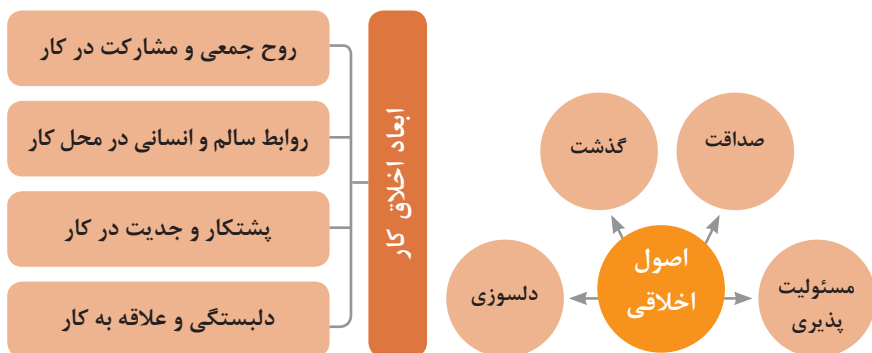 صداقت
گذشت
اصول
اخلاقی
مسئولیت
پذیری
دلسوزی
ابعاد اخلاق کار
روح جمعی و مشارکت در کار
روابط سالم و انسانی در محل کار
پشتکار و جدیت در کار
دلبستگی و علاقه به کار